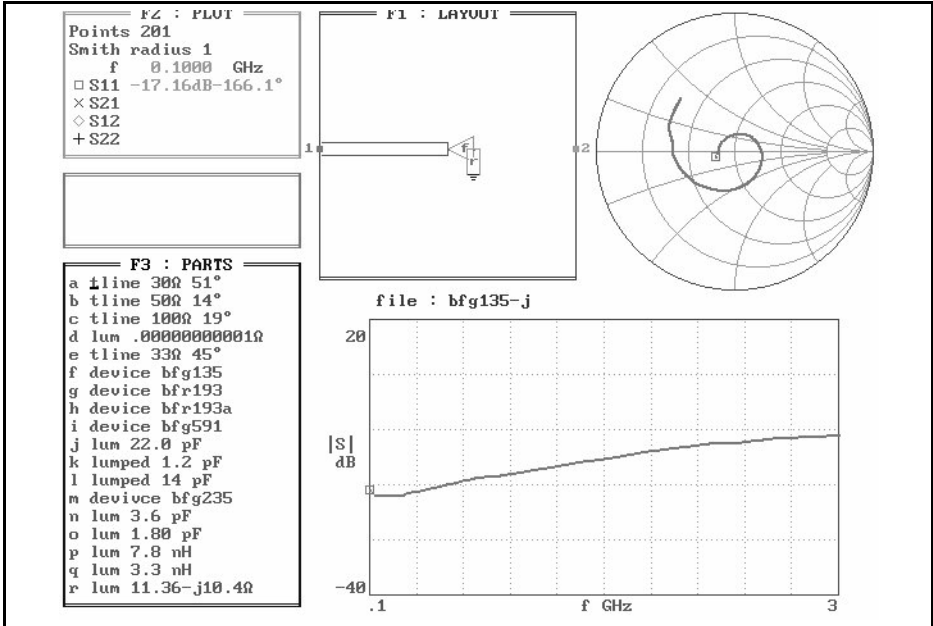 F2 : PLOT
Points 201
Smith radius 1
f 0.1000 GHz
□ S11 -17.16dB-166.1°
× S21
◇ S12
+ S22
F1 : LAYOUT
1
f
r
2
F3 : PARTS
a tline 30Ω 51°
b tline 50Ω 14°
c tline 100Ω 19°
d lum .00000000001Ω
e tline 33Ω 45°
f device bfg135
g device bfr193
h device bfr193a
i device bfg591
j lum 22.0 pF
k lumped 1.2 pF
l lumped 14 pF
m devivce bfg235
n lum 3.6 pF
o lum 1.80 pF
p lum 7.8 nH
q lum 3.3 nH
r lum 11.36-j10.4Ω
file : bfg135-j
20
|S|
dB
-40
.1 f GHz 3